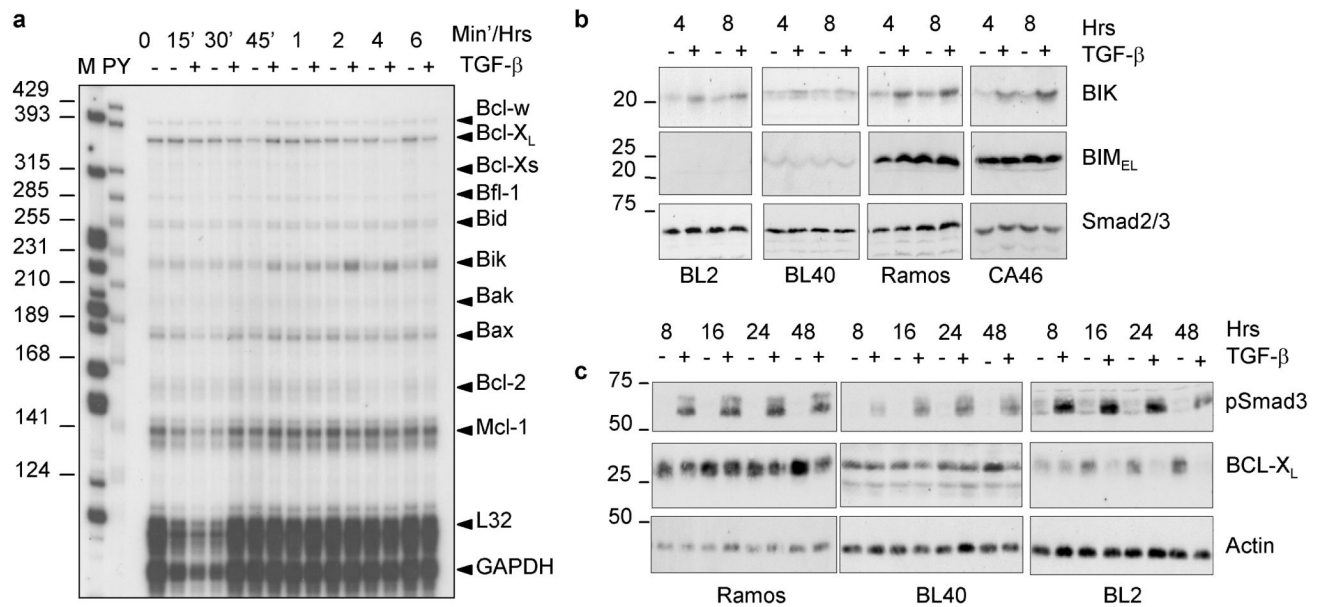 a
0 15' 30' 45' 1 2 4 6 Min'/Hrs
M PY - - + - + - + - + - + - + - + TGF-β
429
393
315
285
255
231
210
189
168
141
124
Bcl-w
Bcl-XL
Bcl-Xs
Bfl-1
Bid
Bik
Bak
Bax
Bcl-2
Mcl-1
L32
GAPDH
b
4 8 4 8 4 8 4 8 Hrs
- + - + - + - + - + - + - + - + TGF-β
20 BIK
25
20 BIMEL
75
Smad2/3
BL2 BL40 Ramos CA46
8 16 24 48 8 16 24 48 8 16 24 48 Hrs
- + - + - + - + - + - + - + - + - + - + - + - + TGF-β
c
75
50 pSmad3
25 BCL-XL
50
Actin
Ramos BL40 BL2